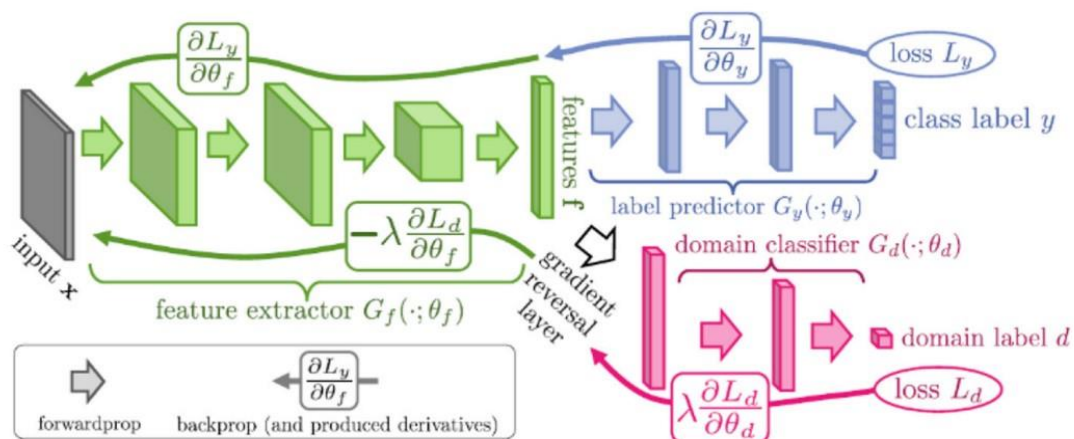 ∂L_y/∂θ_f
∂L_y/∂θ_y
loss L_y
input x
features f
class label y
label predictor G_y(·;θ_y)
−λ ∂L_d/∂θ_f
feature extractor G_f(·;θ_f)
gradient
reversal
layer
domain classifier G_d(·;θ_d)
domain label d
λ ∂L_d/∂θ_d
loss L_d
∂L_y/∂θ_f
forwardprop
backprop (and produced derivatives)